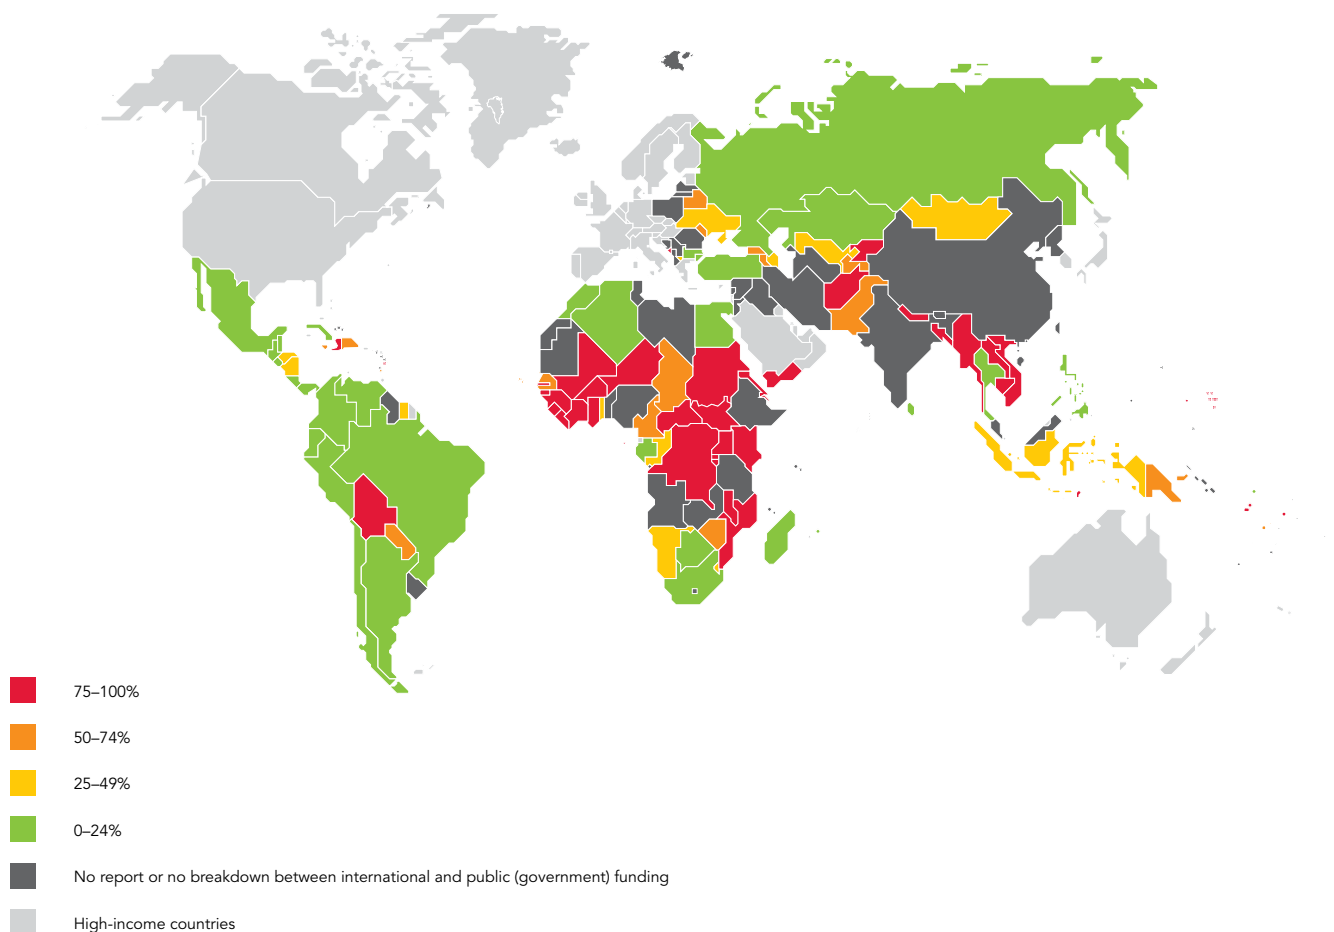 75–100%
50–74%
25–49%
0–24%
No report or no breakdown between international and public (government) funding
High-income countries